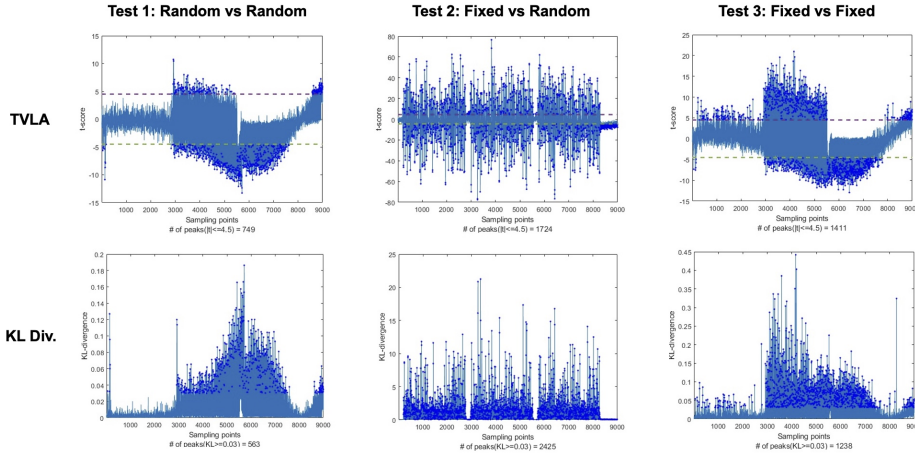 Test 1: Random vs Random
Test 2: Fixed vs Random
Test 3: Fixed vs Fixed
TVLA
15
10
5
0
-5
-10
-15
t-score
1000 2000 3000 4000 5000 6000 7000 8000 9000
Sampling points
# of peaks(|t|<=4.5) = 749
80
60
40
20
0
-20
-40
-60
-80
t-score
1000 2000 3000 4000 5000 6000 7000 8000 9000
Sampling points
# of peaks(|t|<=4.5) = 1724
25
20
15
10
5
0
-5
-10
-15
t-score
1000 2000 3000 4000 5000 6000 7000 8000 9000
Sampling points
# of peaks(|t|<=4.5) = 1411
KL Div.
0.2
0.18
0.16
0.14
0.12
0.1
0.08
0.06
0.04
0.02
0
KL-divergence
1000 2000 3000 4000 5000 6000 7000 8000 9000
Sampling points
# of peaks(KL>=0.03) = 563
25
20
15
10
5
0
KL-divergence
1000 2000 3000 4000 5000 6000 7000 8000 9000
Sampling points
# of peaks(KL>=0.03) =2425
0.45
0.4
0.35
0.3
0.25
0.2
0.15
0.1
0.05
0
KL-divergence
1000 2000 3000 4000 5000 6000 7000 8000 9000
Sampling points
# of peaks(KL>=0.03) = 1238